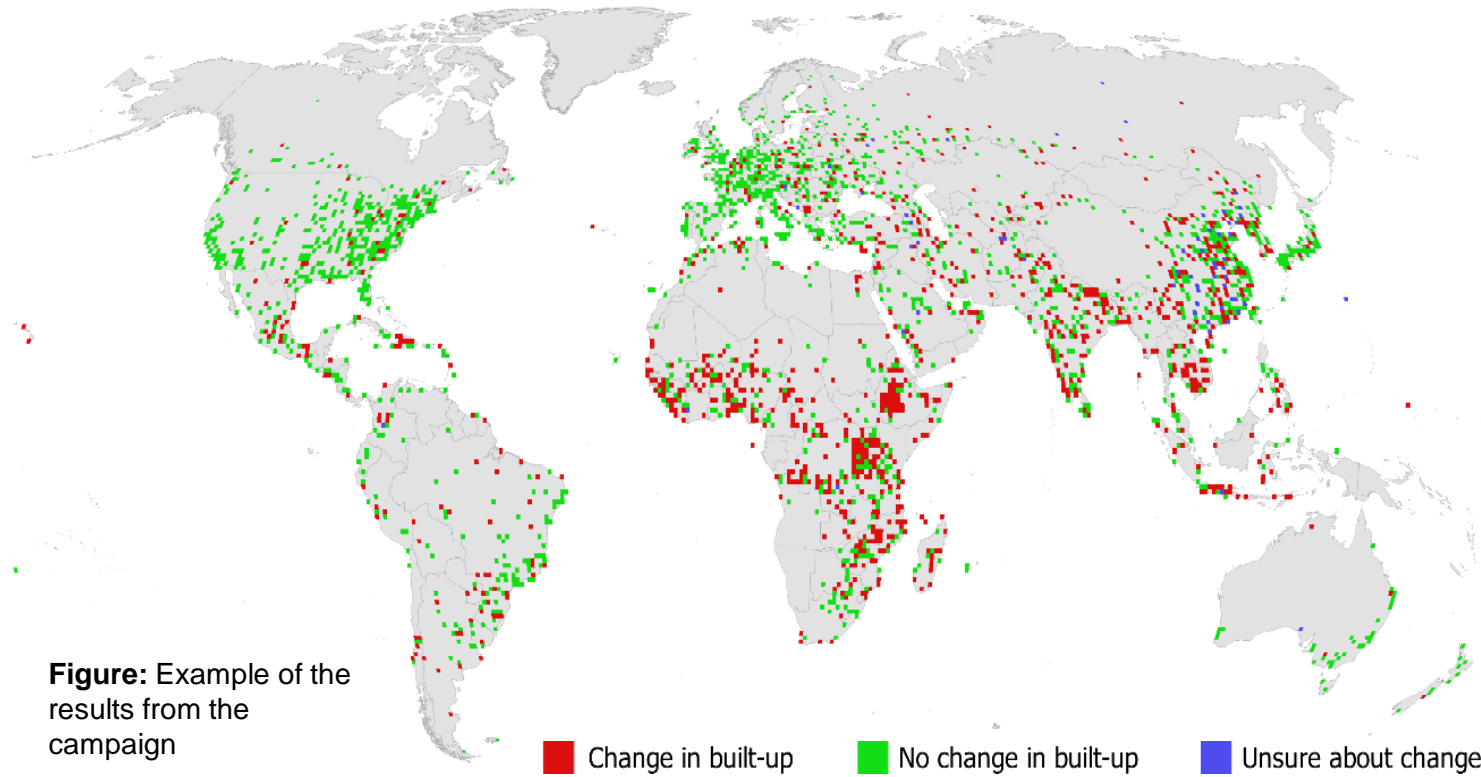 Figure: Example of the
results from the
campaign
Change in built-up
No change in built-up
Unsure about change